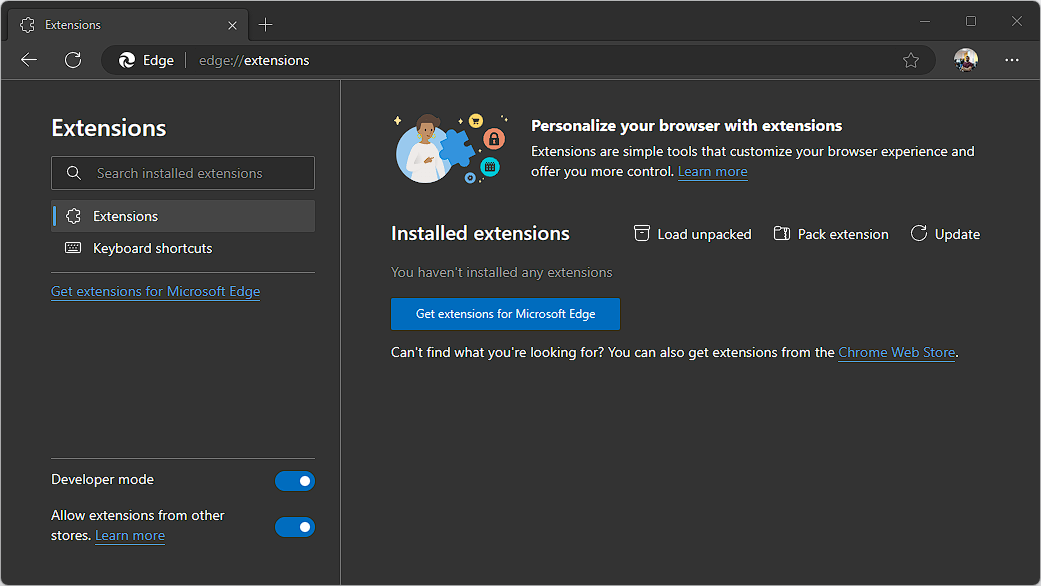 Extensions
Edge
edge://extensions
Extensions
Search installed extensions
Extensions
Keyboard shortcuts
Get extensions for Microsoft Edge
Developer mode
Allow extensions from other
stores. Learn more
Personalize your browser with extensions
Extensions are simple tools that customize your browser experience and
offer you more control. Learn more
Installed extensions
Load unpacked
Pack extension
Update
You haven't installed any extensions
Get extensions for Microsoft Edge
Can't find what you're looking for? You can also get extensions from the Chrome Web Store.